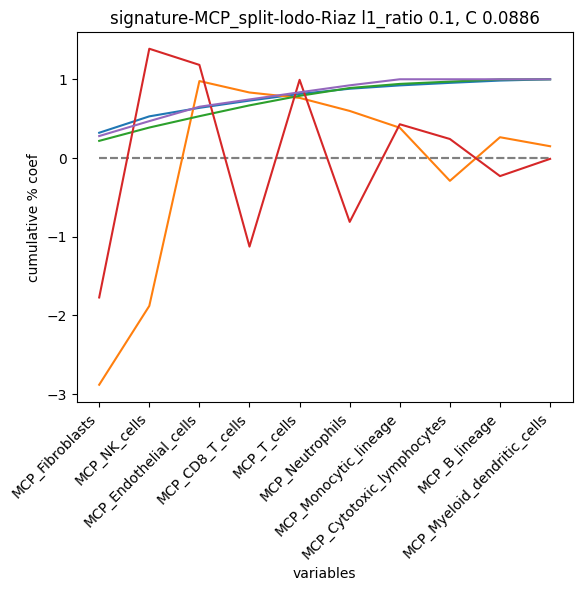 signature-MCP_split-lodo-Riaz l1_ratio 0.1, C 0.0886
cumulative % coef
1
0
−1
−2
−3
MCP_Fibroblasts
MCP_NK_cells
MCP_Endothelial_cells
MCP_CD8_T_cells
MCP_T_cells
MCP_Neutrophils
MCP_Monocytic_lineage
MCP_Cytotoxic_lymphocytes
MCP_B_lineage
MCP_Myeloid_dendritic_cells
variables